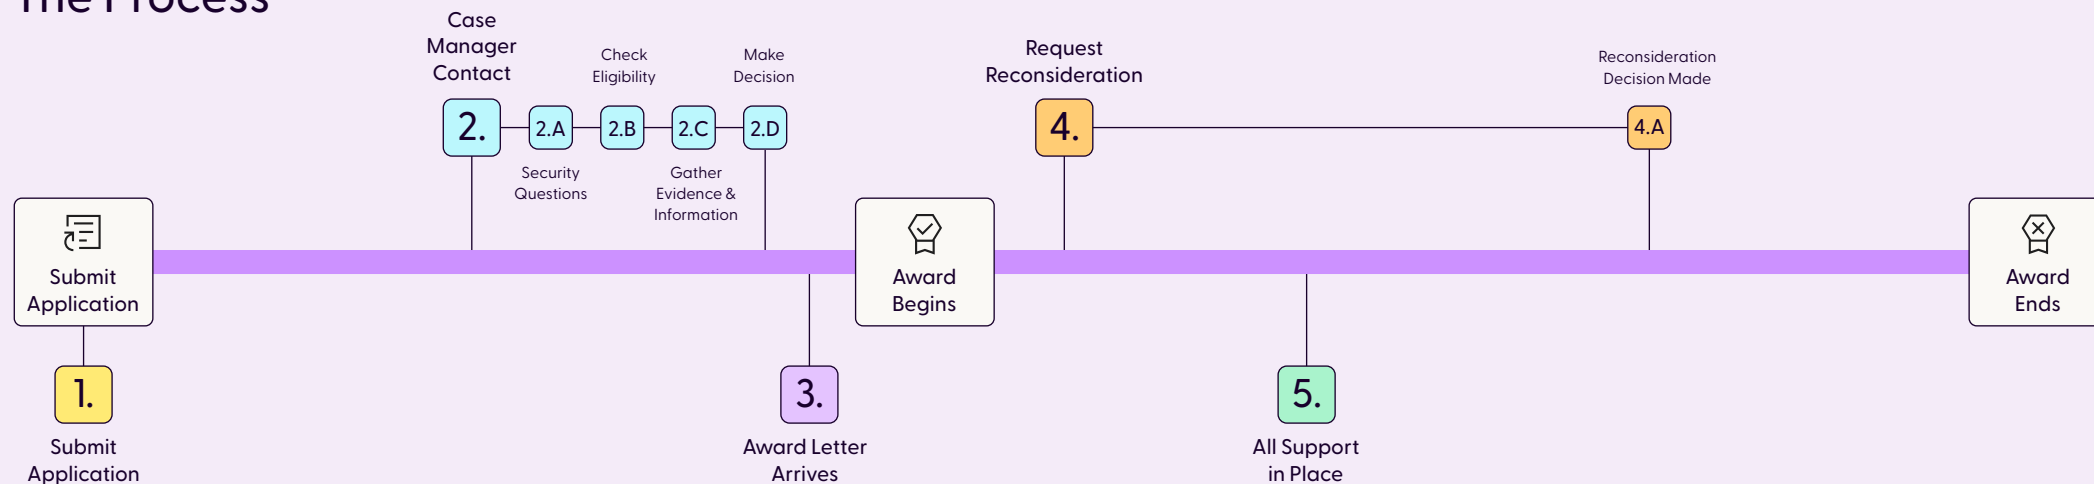 The Process
Case
Manager
Contact
Check
Eligibility
Make
Decision
Request
Reconsideration
Reconsideration
Decision Made
2.
2.A
2.B
2.C
2.D
4.
4.A
Security
Questions
Gather
Evidence &
Information
Submit
Application
Award
Begins
Award
Ends
1.
3.
5.
Submit
Application
Award Letter
Arrives
All Support
in Place